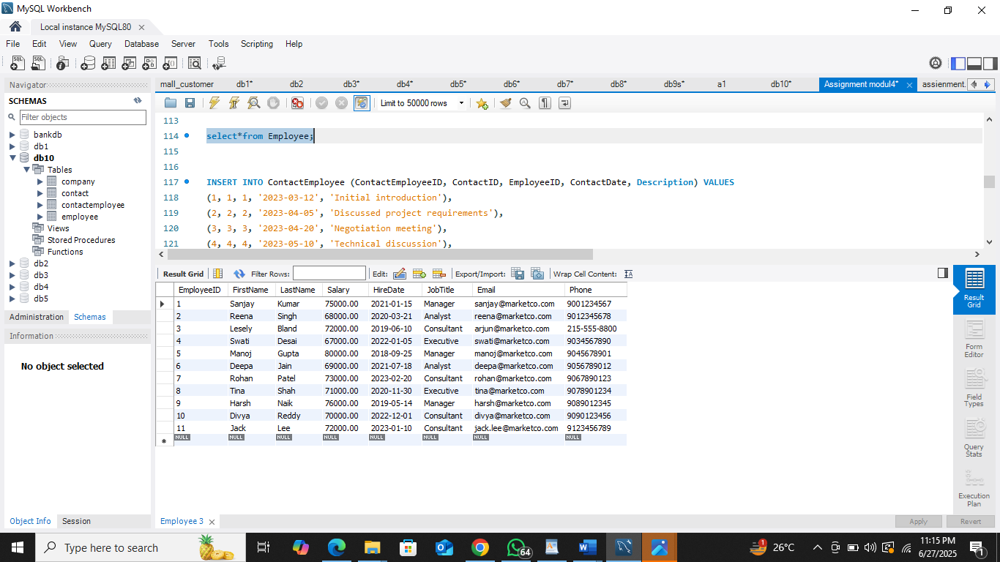 MySQL Workbench
Local instance MySQL80
File Edit View Query Database Server Tools Scripting Help
Navigator
SCHEMAS
Filter objects
bankdb
db1
db10
Tables
company
contact
contactemployee
employee
Views
Stored Procedures
Functions
db2
db3
db4
db5
Administration Schemas
Information
No object selected
Object Info Session
mall_customer db1* db2 db3* db4* db5* db6* db7* db8* db9s* a1 db10* Assignment modul4* assienment.
Limit to 50000 rows
113
114 select*from Employee;
115
116
117 INSERT INTO ContactEmployee (ContactEmployeeID, ContactID, EmployeeID, ContactDate, Description) VALUES
118 (1, 1, 1, '2023-03-12', 'Initial introduction'),
119 (2, 2, 2, '2023-04-05', 'Discussed project requirements'),
120 (3, 3, 3, '2023-04-20', 'Negotiation meeting'),
121 (4, 4, 4, '2023-05-10', 'Technical discussion'),
Result Grid Filter Rows: Edit: Export/Import: Wrap Cell Content:
EmployeeID FirstName LastName Salary HireDate JobTitle Email Phone
1 Sanjay Kumar 75000.00 2021-01-15 Manager sanjay@marketco.com 9001234567
2 Reena Singh 68000.00 2020-03-21 Analyst reena@marketco.com 9012345678
3 Lesely Bland 72000.00 2019-06-10 Consultant arjun@marketco.com 215-555-8800
4 Swati Desai 67000.00 2022-01-05 Executive swati@marketco.com 9034567890
5 Manoj Gupta 80000.00 2018-09-25 Manager manoj@marketco.com 9045678901
6 Deepa Jain 69000.00 2021-07-18 Analyst deepa@marketco.com 9056789012
7 Rohan Patel 73000.00 2023-02-20 Consultant rohan@marketco.com 9067890123
8 Tina Shah 71000.00 2020-11-30 Executive tina@marketco.com 9078901234
9 Harsh Naik 76000.00 2019-05-14 Manager harsh@marketco.com 9089012345
10 Divya Reddy 70000.00 2022-12-01 Consultant divya@marketco.com 9090123456
11 Jack Lee 72000.00 2023-01-10 Consultant jack.lee@marketco.com 9123456789
NULL NULL NULL NULL NULL NULL NULL NULL
Result
Grid
Form
Editor
Field
Types
Query
Stats
Execution
Plan
Employee 3
Apply Revert
Type here to search
64
1
26°C
11:15 PM
6/27/2025
1